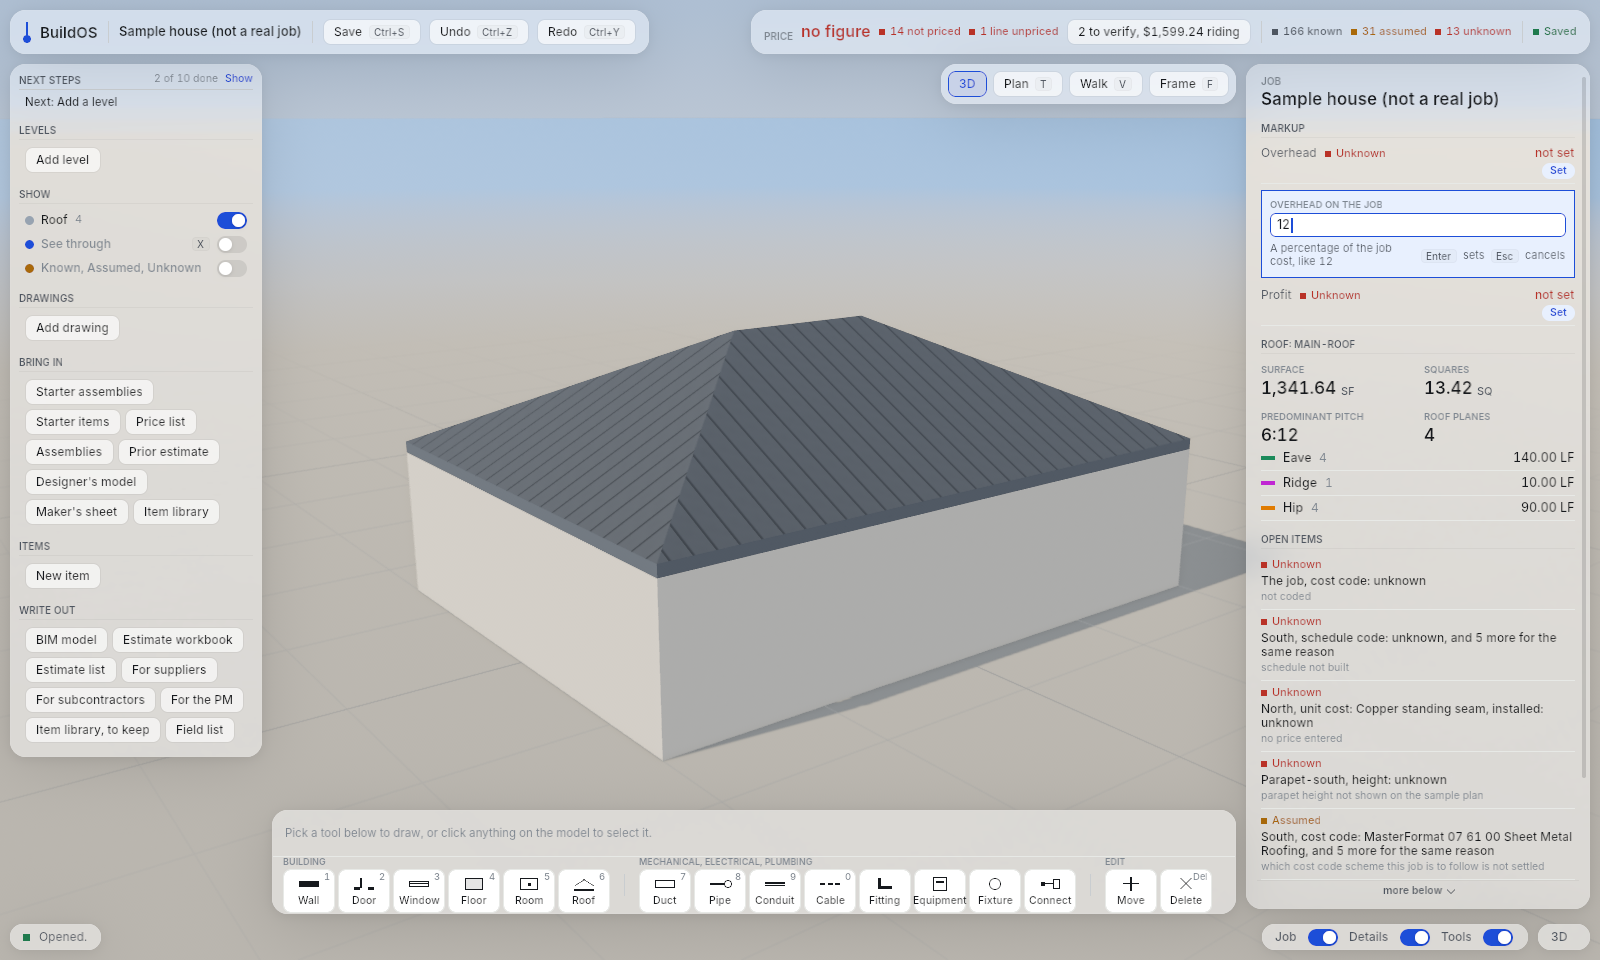 BuildOS
Sample house (not a real job)
Save Ctrl+S
Undo Ctrl+Z
Redo Ctrl+Y
PRICE no figure
14 not priced
1 line unpriced
2 to verify, $1,599.24 riding
166 known
31 assumed
13 unknown
Saved
NEXT STEPS 2 of 10 done Show
Next: Add a level
LEVELS
Add level
SHOW
Roof 4
See through X
Known, Assumed, Unknown
DRAWINGS
Add drawing
BRING IN
Starter assemblies
Starter items Price list
Assemblies Prior estimate
Designer's model
Maker's sheet Item library
ITEMS
New item
WRITE OUT
BIM model Estimate workbook
Estimate list For suppliers
For subcontractors For the PM
Item library, to keep Field list
3D Plan T Walk V Frame F
JOB
Sample house (not a real job)
MARKUP
Overhead Unknown not set
Set
OVERHEAD ON THE JOB
12
A percentage of the job
cost, like 12
Enter sets Esc cancels
Profit Unknown not set
Set
ROOF: MAIN-ROOF
SURFACE SQUARES
1,341.64 SF 13.42 SQ
PREDOMINANT PITCH ROOF PLANES
6:12 4
Eave 4 140.00 LF
Ridge 1 10.00 LF
Hip 4 90.00 LF
OPEN ITEMS
Unknown
The job, cost code: unknown
not coded
Unknown
South, schedule code: unknown, and 5 more for the
same reason
schedule not built
Unknown
North, unit cost: Copper standing seam, installed:
unknown
no price entered
Unknown
Parapet-south, height: unknown
parapet height not shown on the sample plan
Assumed
South, cost code: MasterFormat 07 61 00 Sheet Metal
Roofing, and 5 more for the same reason
which cost code scheme this job is to follow is not settled
more below
Pick a tool below to draw, or click anything on the model to select it.
BUILDING MECHANICAL, ELECTRICAL, PLUMBING EDIT
1 2 3 4 5 6 7 8 9 0 Del
Wall Door Window Floor Room Roof Duct Pipe Conduit Cable Fitting Equipment Fixture Connect Move Delete
Opened.
Job Details Tools 3D